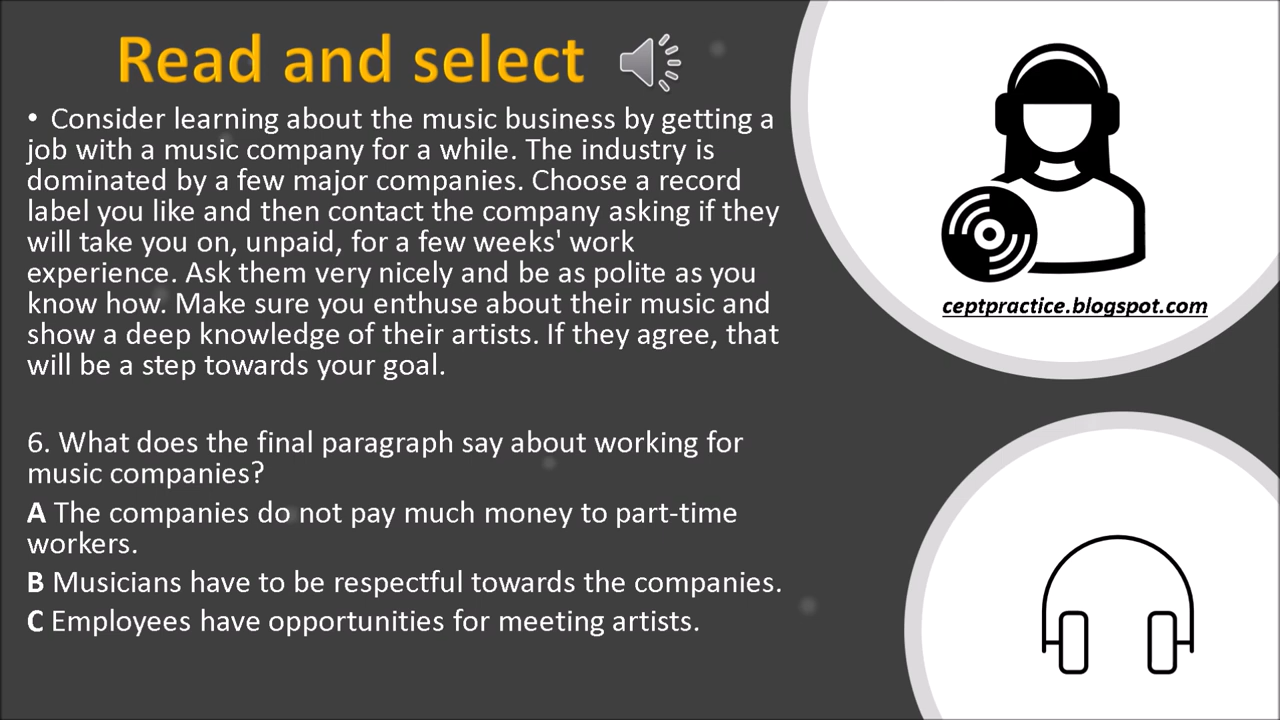 Read and select
• Consider learning about the music business by getting a
job with a music company for a while. The industry is
dominated by a few major companies. Choose a record
label you like and then contact the company asking if they
will take you on, unpaid, for a few weeks' work
experience. Ask them very nicely and be as polite as you
know how. Make sure you enthuse about their music and
show a deep knowledge of their artists. If they agree, that
will be a step towards your goal.
6. What does the final paragraph say about working for
music companies?
A The companies do not pay much money to part-time
workers.
B Musicians have to be respectful towards the companies.
C Employees have opportunities for meeting artists.
ceptpractice.blogspot.com